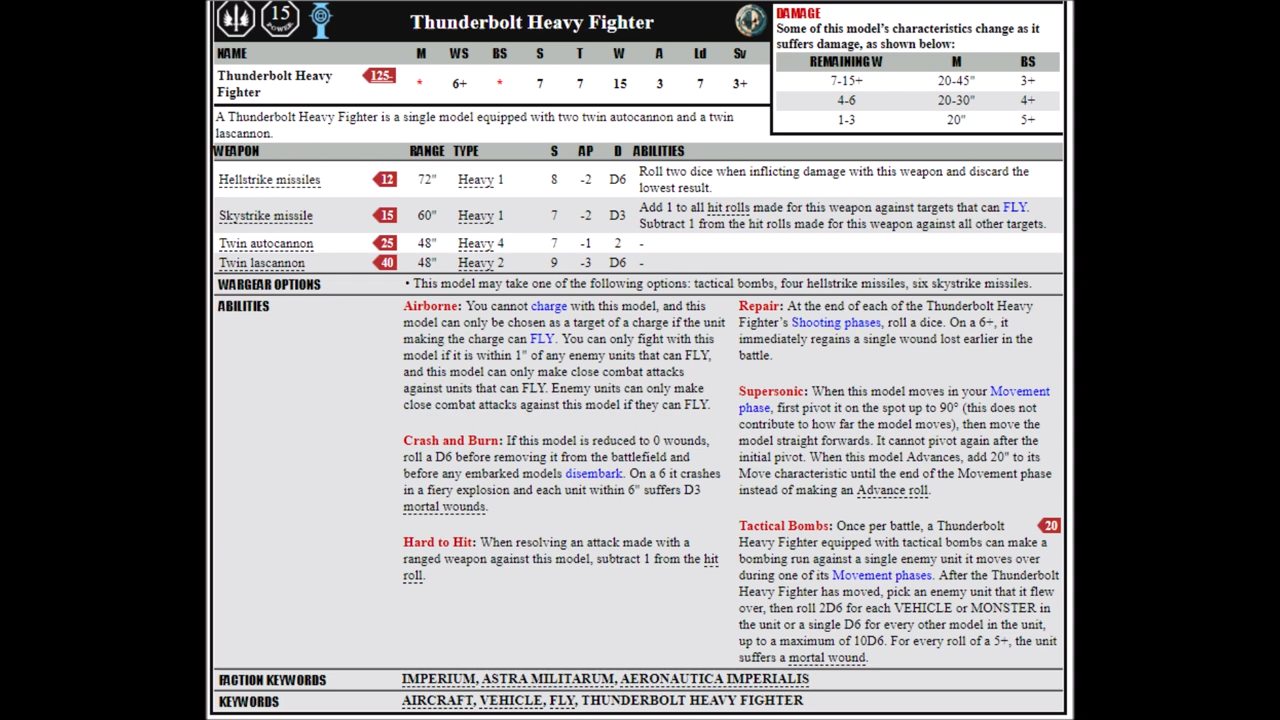 15
POWER
Thunderbolt Heavy Fighter
DAMAGE
Some of this model's characteristics change as it
suffers damage, as shown below:
REMAINING W M BS
7-15+ 20-45" 3+
4-6 20-30" 4+
1-3 20" 5+
NAME M WS BS S T W A Ld Sv
Thunderbolt Heavy
Fighter 125- * 6+ * 7 7 15 3 7 3+
A Thunderbolt Heavy Fighter is a single model equipped with two twin autocannon and a twin
lascannon.
WEAPON RANGE TYPE S AP D ABILITIES
Hellstrike missiles 12 72" Heavy 1 8 -2 D6 Roll two dice when inflicting damage with this weapon and discard the
lowest result.
Skystrike missile 15 60" Heavy 1 7 -2 D3 Add 1 to all hit rolls made for this weapon against targets that can FLY.
Subtract 1 from the hit rolls made for this weapon against all other targets.
Twin autocannon 25 48" Heavy 4 7 -1 2 -
Twin lascannon 40 48" Heavy 2 9 -3 D6 -
WARGEAR OPTIONS • This model may take one of the following options: tactical bombs, four hellstrike missiles, six skystrike missiles.
ABILITIES
Airborne: You cannot charge with this model, and this
model can only be chosen as a target of a charge if the unit
making the charge can FLY. You can only fight with this
model if it is within 1" of any enemy units that can FLY,
and this model can only make close combat attacks
against units that can FLY. Enemy units can only make
close combat attacks against this model if they can FLY.
Crash and Burn: If this model is reduced to 0 wounds,
roll a D6 before removing it from the battlefield and
before any embarked models disembark. On a 6 it crashes
in a fiery explosion and each unit within 6" suffers D3
mortal wounds.
Hard to Hit: When resolving an attack made with a
ranged weapon against this model, subtract 1 from the hit
roll.
Repair: At the end of each of the Thunderbolt Heavy
Fighter's Shooting phases, roll a dice. On a 6+, it
immediately regains a single wound lost earlier in the
battle.
Supersonic: When this model moves in your Movement
phase, first pivot it on the spot up to 90° (this does not
contribute to how far the model moves), then move the
model straight forwards. It cannot pivot again after the
initial pivot. When this model Advances, add 20" to its
Move characteristic until the end of the Movement phase
instead of making an Advance roll.
Tactical Bombs: Once per battle, a Thunderbolt 20
Heavy Fighter equipped with tactical bombs can make a
bombing run against a single enemy unit it moves over
during one of its Movement phases. After the Thunderbolt
Heavy Fighter has moved, pick an enemy unit that it flew
over, then roll 2D6 for each VEHICLE or MONSTER in
the unit or a single D6 for every other model in the unit,
up to a maximum of 10D6. For every roll of a 5+, the unit
suffers a mortal wound.
FACTION KEYWORDS IMPERIUM, ASTRA MILITARUM, AERONAUTICA IMPERIALIS
KEYWORDS AIRCRAFT, VEHICLE, FLY, THUNDERBOLT HEAVY FIGHTER